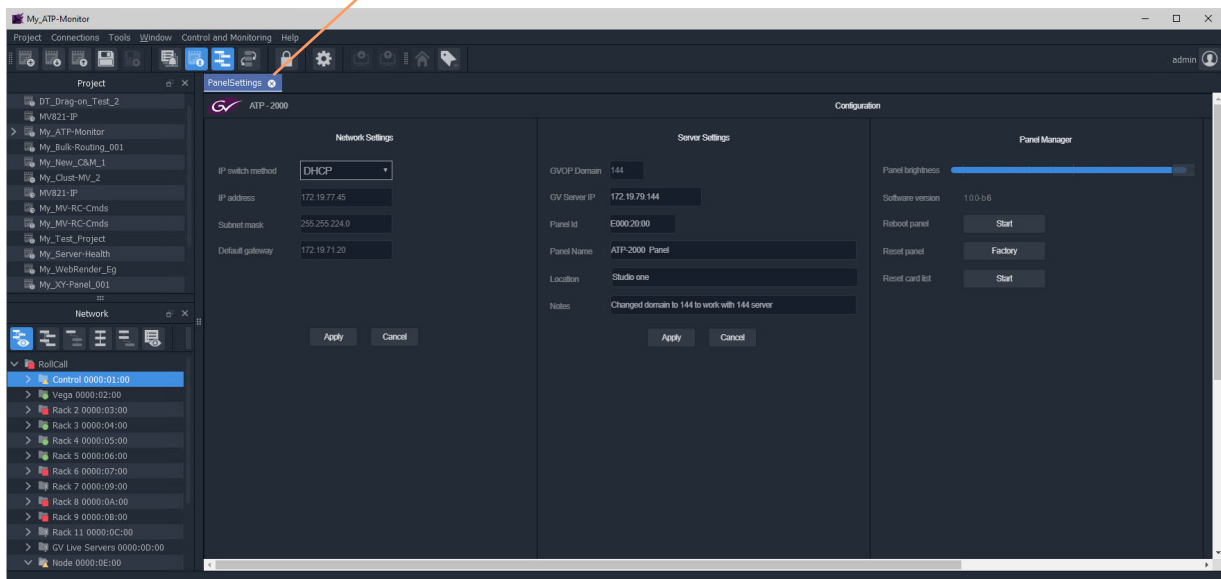 My_ATP-Monitor
Project Connections Tools Window Control and Monitoring Help
admin
Project
PanelSettings
DT_Drag-on_Test_2
MV821-IP
My_ATP-Monitor
My_Bulk-Routing_001
My_New_C&M_1
My_Clust-MV_2
MV821-IP
My_MV-RC-Cmds
My_MV-RC-Cmds
My_Test_Project
My_Server-Health
My_WebRender_Eg
My_XY-Panel_001
Network
RollCall
Control 0000:01:00
Vega 0000:02:00
Rack 2 0000:03:00
Rack 3 0000:04:00
Rack 4 0000:05:00
Rack 5 0000:06:00
Rack 6 0000:07:00
Rack 7 0000:09:00
Rack 8 0000:0A:00
Rack 9 0000:0B:00
Rack 11 0000:0C:00
GV Live Servers 0000:0D:00
Node 0000:0E:00
GV ATP-2000
Configuration
Network Settings
IP switch method DHCP
IP address 172.19.77.45
Subnet mask 255.255.224.0
Default gateway 172.19.71.20
Apply Cancel
Server Settings
GVOP Domain 144
GV Server IP 172.19.79.144
Panel Id E000:20:00
Panel Name ATP-2000 Panel
Location Studio one
Notes Changed domain to 144 to work with 144 server
Apply Cancel
Panel Manager
Panel brightness
Software version 1.0.0-b6
Reboot panel Start
Reset panel Factory
Reset card list Start